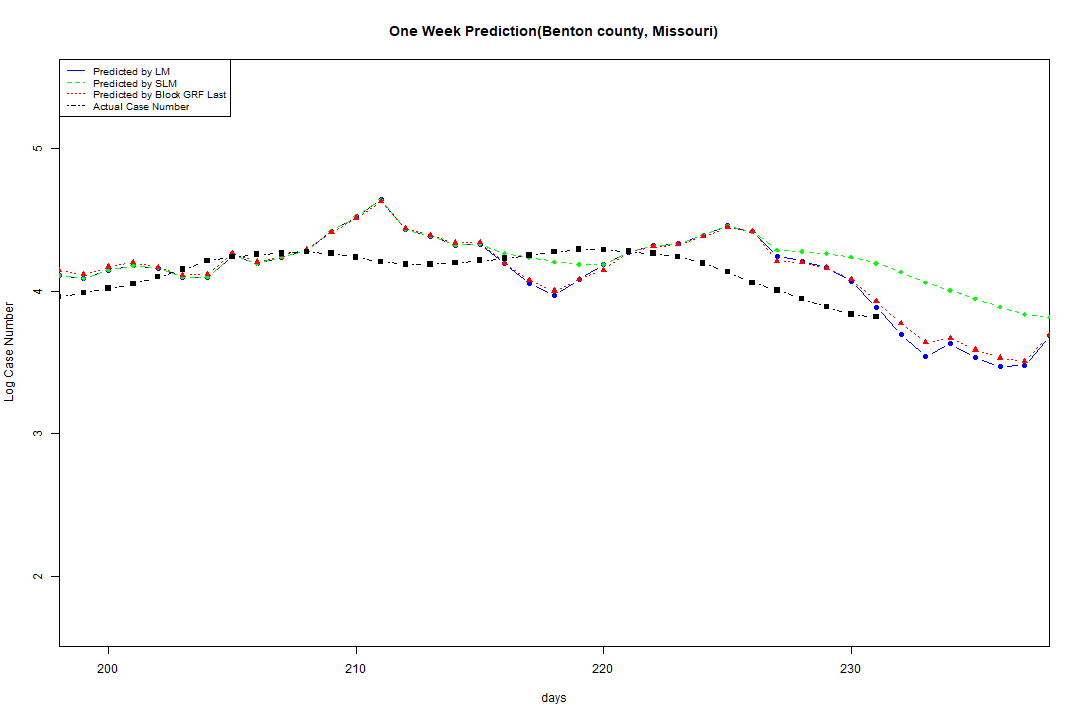 One Week Prediction(Benton county, Missouri)
Predicted by LM
Predicted by SLM
Predicted by Block GRF Last
Actual Case Number
5
4
3
2
Log Case Number
200
210
220
230
days